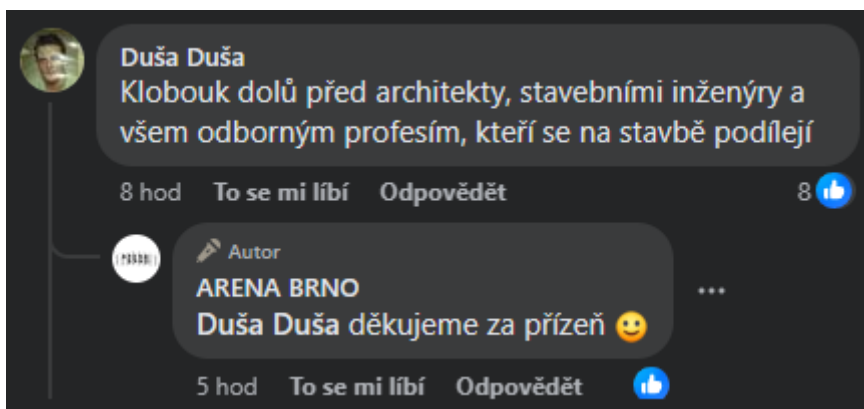 Duša Duša
Klobouk dolů před architekty, stavebními inženýry a
všem odborným profesím, kteří se na stavbě podílejí
8 hod To se mi líbí Odpovědět 8
Autor
ARENA BRNO
Duša Duša děkujeme za přízeň 🙂
5 hod To se mi líbí Odpovědět